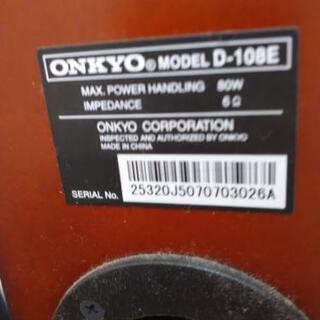 ONKYO® MODEL D-108E
MAX. POWER HANDLING 80W
IMPEDANCE 6Ω
ONKYO CORPORATION
INSPECTED AND AUTHORIZED BY ONKYO
MADE IN CHINA
SERIAL No. 25320J5070703026A